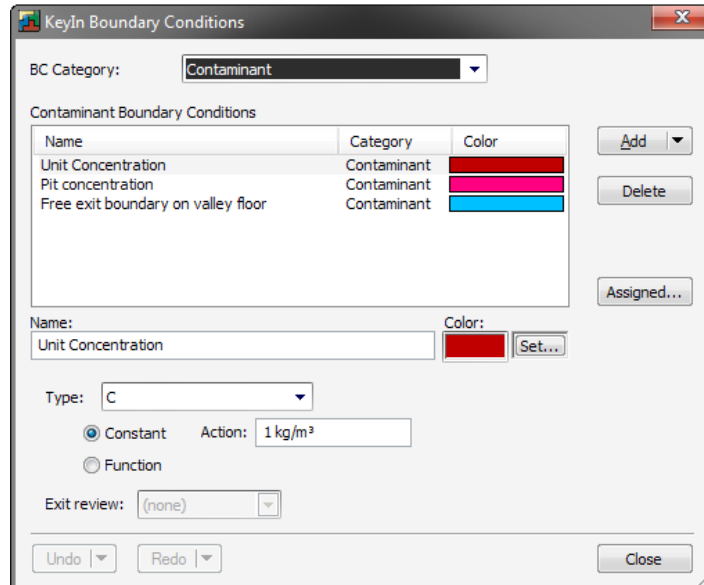 KeyIn Boundary Conditions
BC Category: Contaminant
Contaminant Boundary Conditions
Name Category Color
Unit Concentration Contaminant
Pit concentration Contaminant
Free exit boundary on valley floor Contaminant
Add
Delete
Assigned...
Name: Color:
Unit Concentration Set...
Type: C
Constant Action: 1 kg/m³
Function
Exit review: (none)
Undo Redo Close